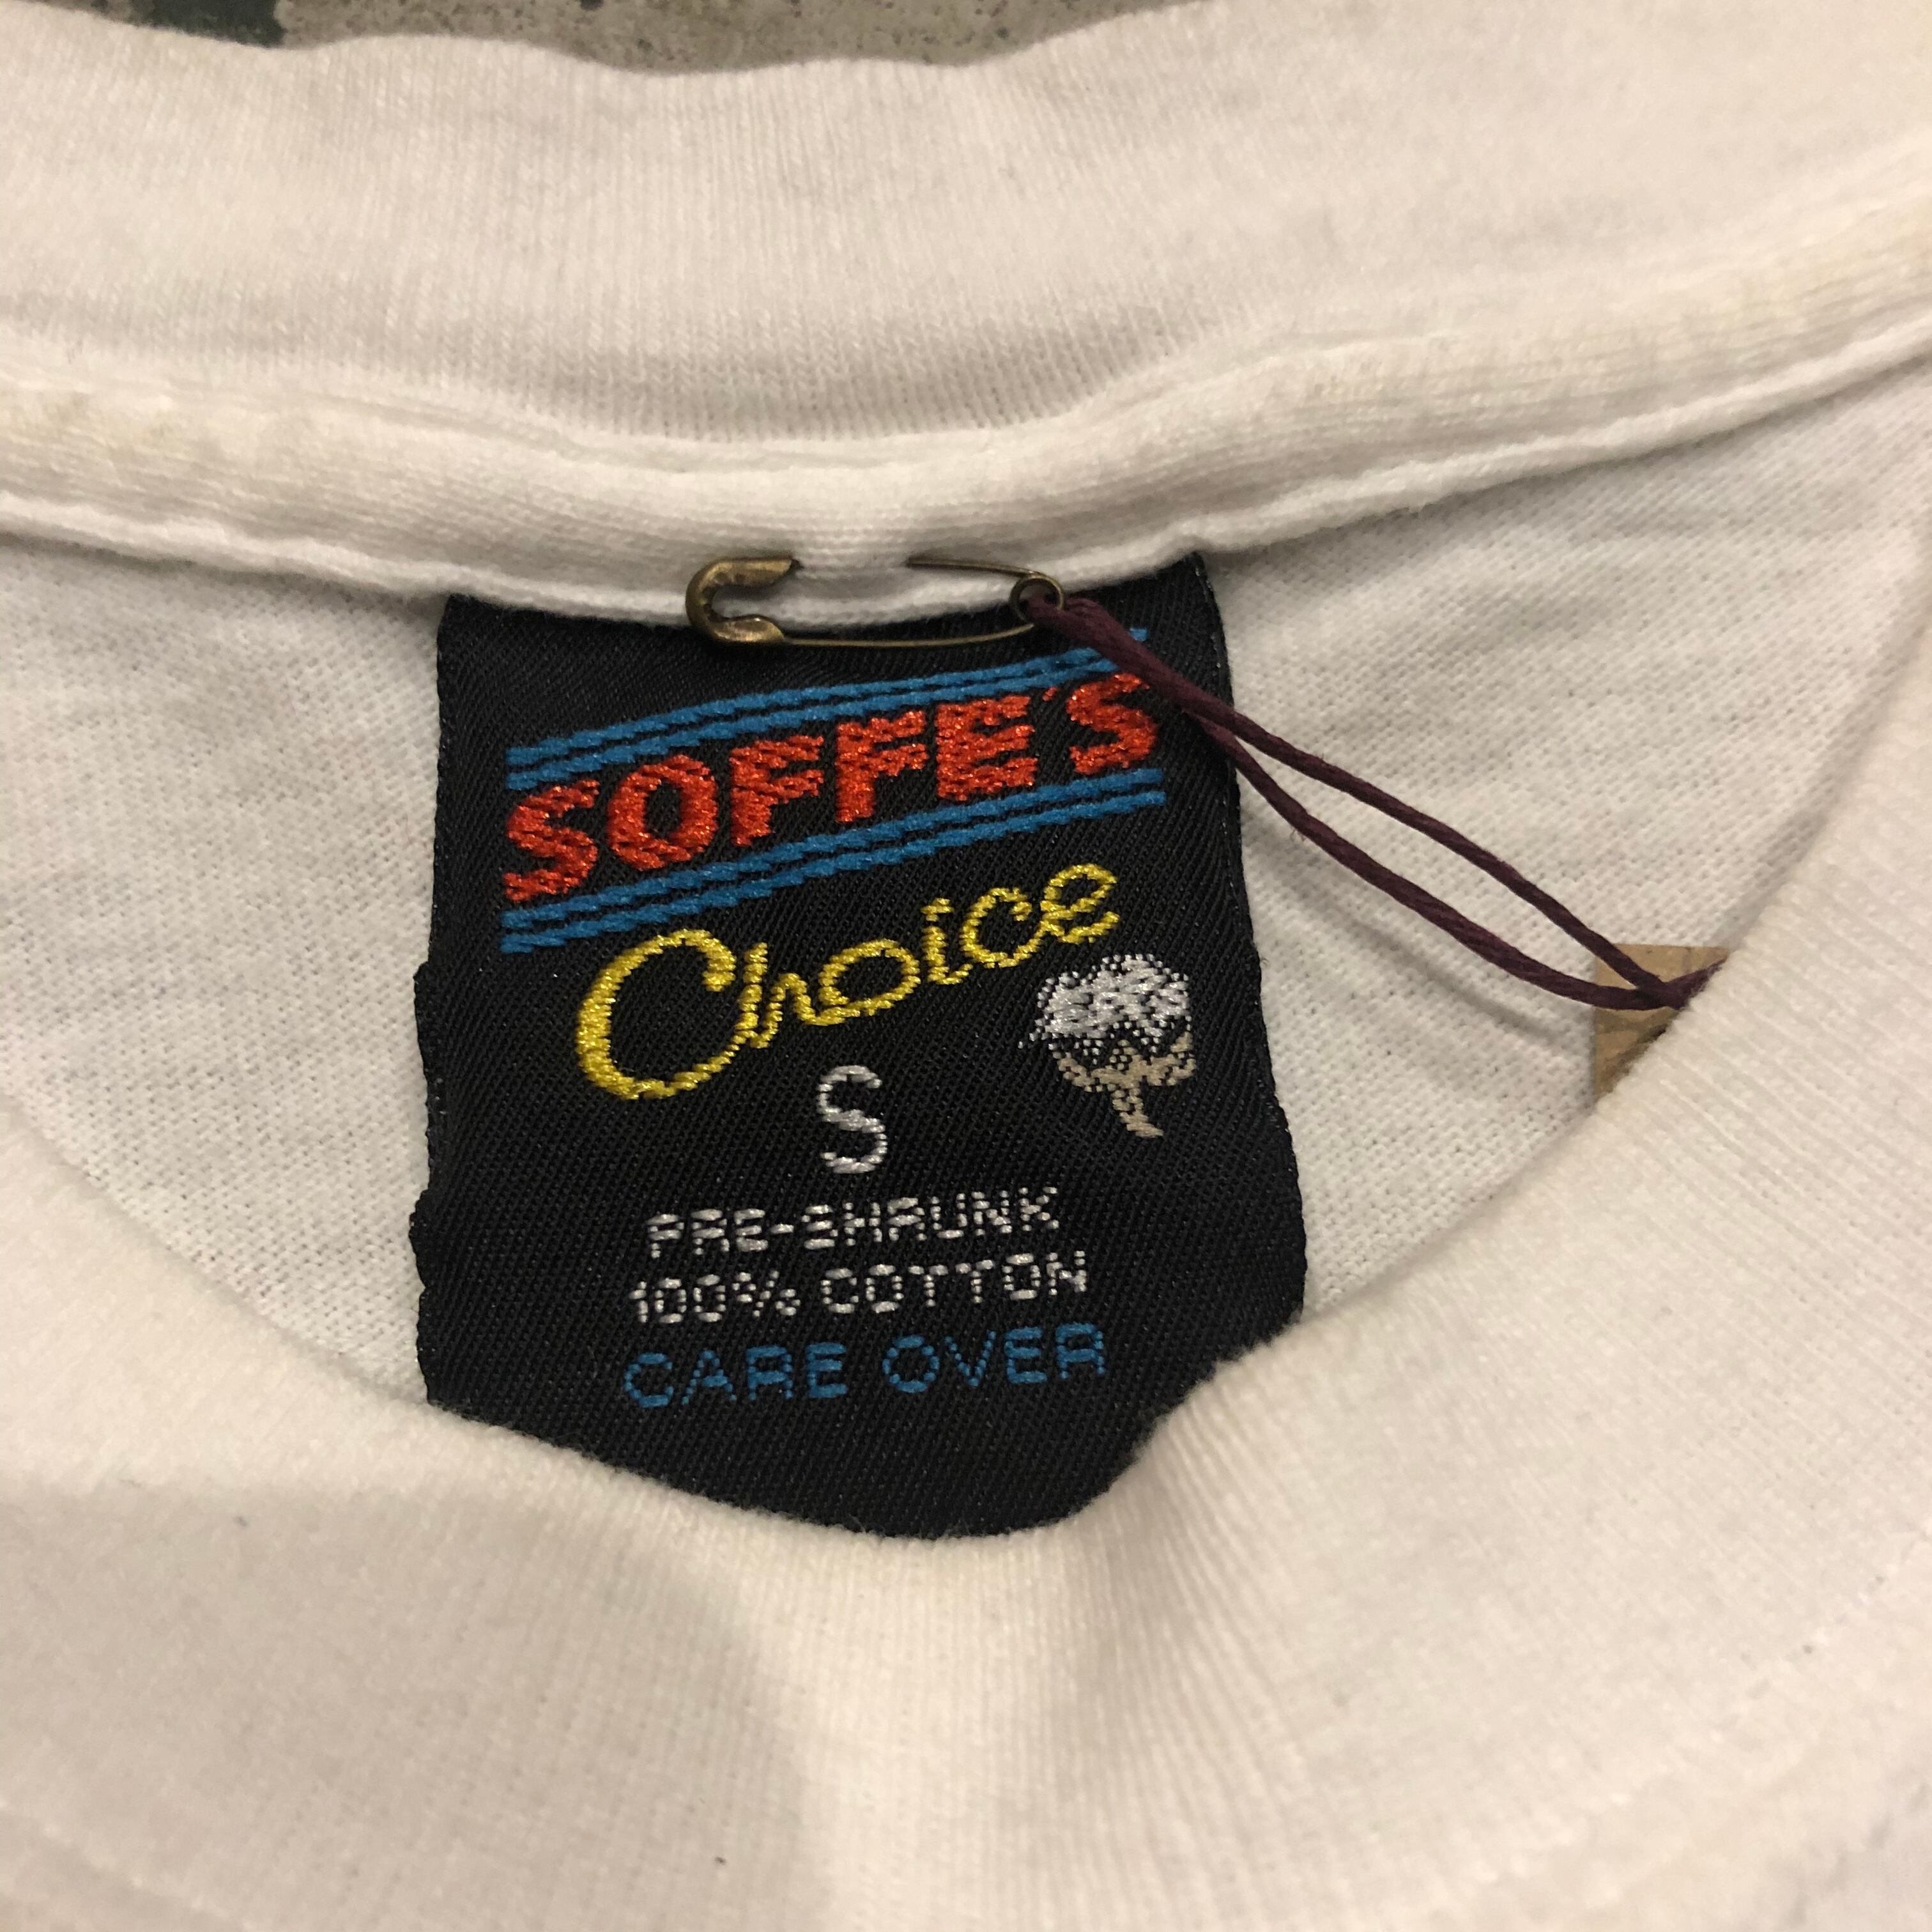 SOFFE'S
Choice
S
PRE-SHRUNK
100% COTTON
CARE OVER